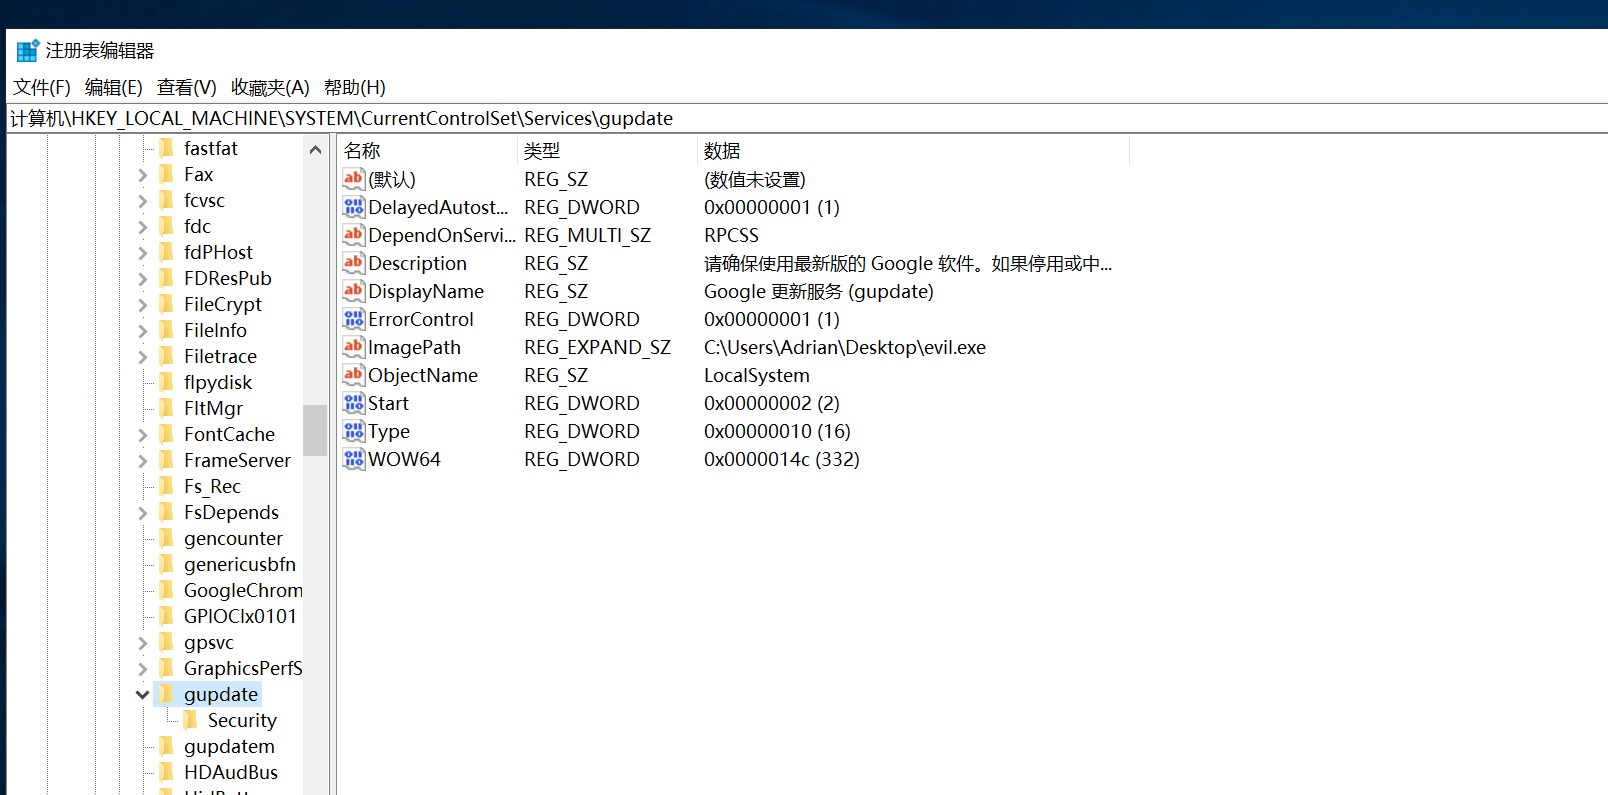 注册表编辑器
文件(F) 编辑(E) 查看(V) 收藏夹(A) 帮助(H)
计算机\HKEY_LOCAL_MACHINE\SYSTEM\CurrentControlSet\Services\gupdate
fastfat
Fax
fcvsc
fdc
fdPHost
FDResPub
FileCrypt
FileInfo
Filetrace
flpydisk
FltMgr
FontCache
FrameServer
Fs_Rec
FsDepends
gencounter
genericusbfn
GoogleChrom
GPIOClx0101
gpsvc
GraphicsPerfS
gupdate
Security
gupdatem
HDAudBus
名称 类型 数据
(默认) REG_SZ (数值未设置)
DelayedAutost... REG_DWORD 0x00000001 (1)
DependOnServi... REG_MULTI_SZ RPCSS
Description REG_SZ 请确保使用最新版的 Google 软件。如果停用或中...
DisplayName REG_SZ Google 更新服务 (gupdate)
ErrorControl REG_DWORD 0x00000001 (1)
ImagePath REG_EXPAND_SZ C:\Users\Adrian\Desktop\evil.exe
ObjectName REG_SZ LocalSystem
Start REG_DWORD 0x00000002 (2)
Type REG_DWORD 0x00000010 (16)
WOW64 REG_DWORD 0x0000014c (332)